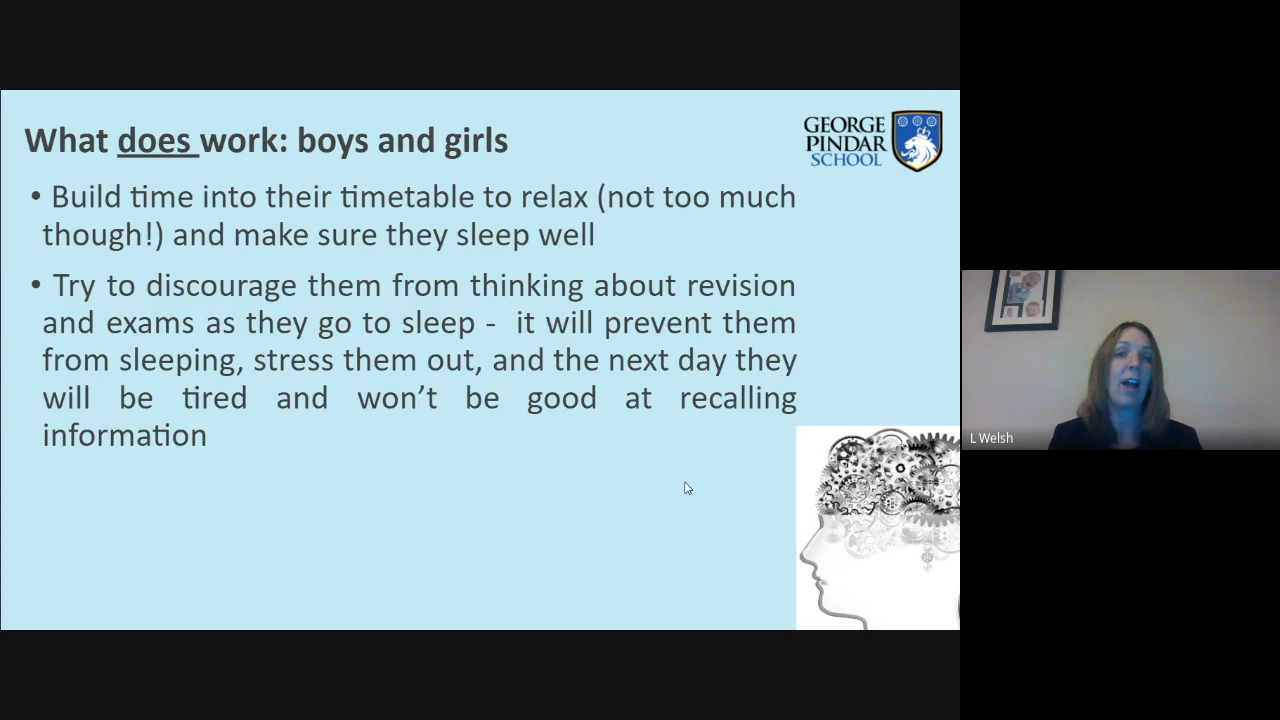 What does work: boys and girls
GEORGE
PINDAR
SCHOOL
• Build time into their timetable to relax (not too much
though!) and make sure they sleep well
• Try to discourage them from thinking about revision
and exams as they go to sleep - it will prevent them
from sleeping, stress them out, and the next day they
will be tired and won’t be good at recalling
information
L Welsh